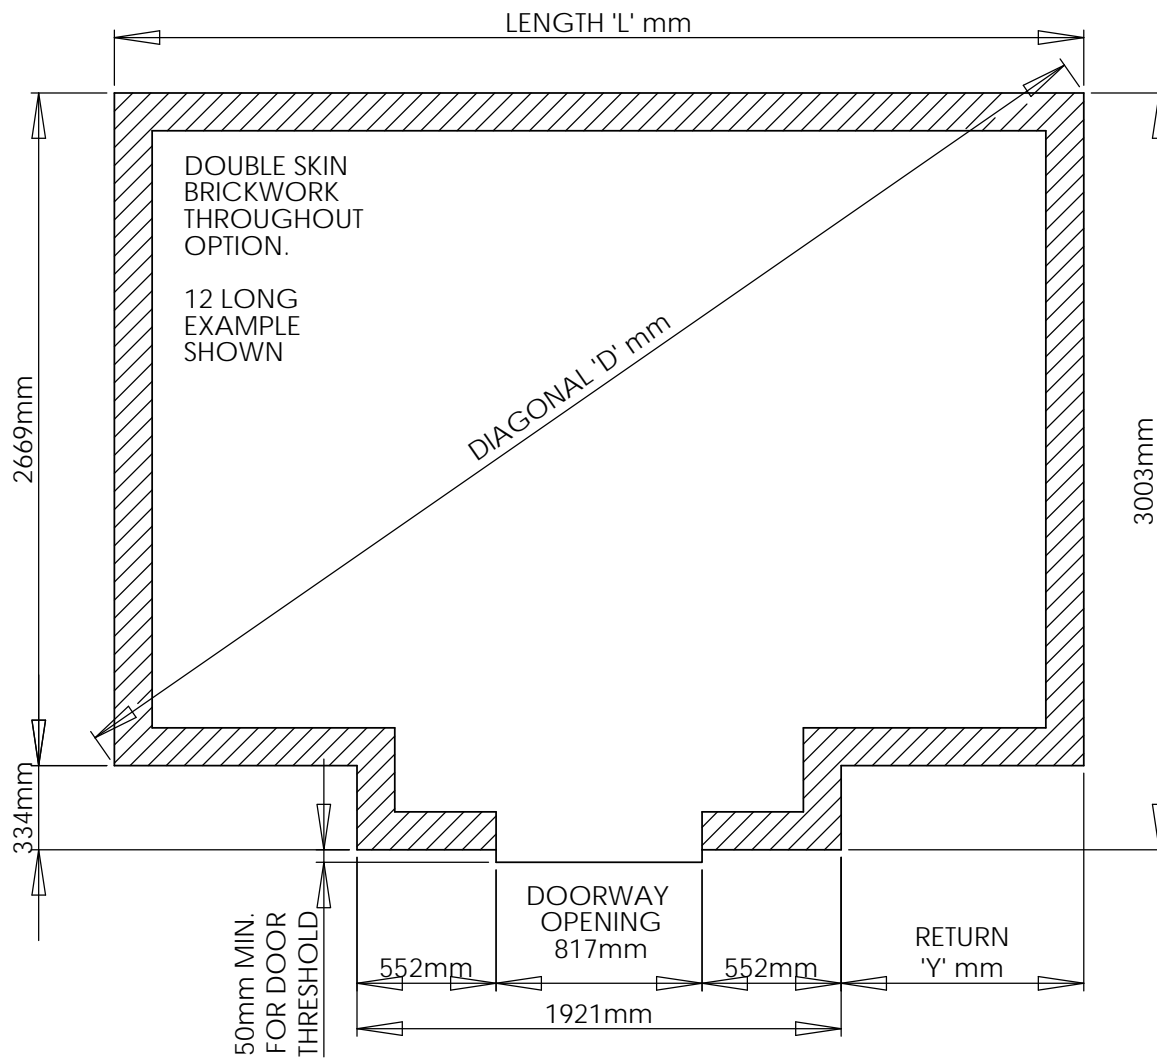 LENGTH 'L' mm
DOUBLE SKIN
BRICKWORK
THROUGHOUT
OPTION.
12 LONG
EXAMPLE
SHOWN
DIAGONAL 'D' mm
2669mm
3003mm
334mm
50mm MIN.
FOR DOOR
THRESHOLD
DOORWAY
OPENING
817mm
552mm
552mm
RETURN
'Y' mm
1921mm